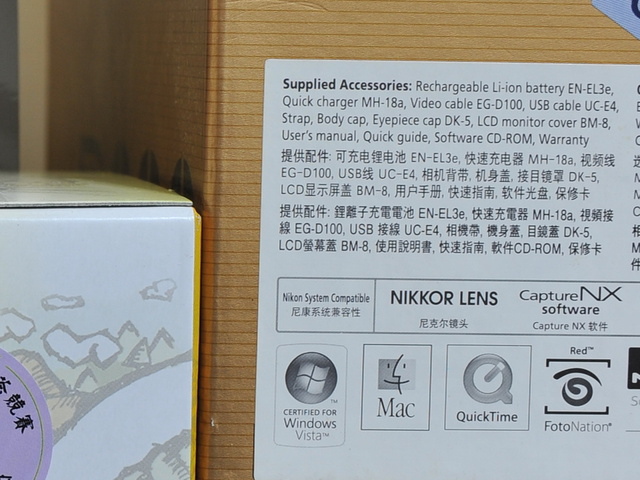 Supplied Accessories: Rechargeable Li-ion battery EN-EL3e,
Quick charger MH-18a, Video cable EG-D100, USB cable UC-E4,
Strap, Body cap, Eyepiece cap DK-5, LCD monitor cover BM-8,
User's manual, Quick guide, Software CD-ROM, Warranty
提供配件: 可充电锂电池 EN-EL3e, 快速充电器 MH-18a, 视频线
EG-D100, USB线 UC-E4, 相机背带, 机身盖, 接目镜罩 DK-5,
LCD显示屏盖 BM-8, 用户手册, 快速指南, 软件光盘, 保修卡
提供配件: 鋰離子充電電池 EN-EL3e, 快速充電器 MH-18a, 視頻接
線 EG-D100, USB 接線 UC-E4, 相機帶, 機身蓋, 目鏡蓋 DK-5,
LCD螢幕蓋 BM-8, 使用說明書, 快速指南, 軟件CD-ROM, 保修卡
Nikon System Compatible
尼康系统兼容性
NIKKOR LENS
尼克尔镜头
Capture NX
software
Capture NX 软件
CERTIFIED FOR
Windows
Vista™
Mac
QuickTime
Red™
FotoNation®
競賽